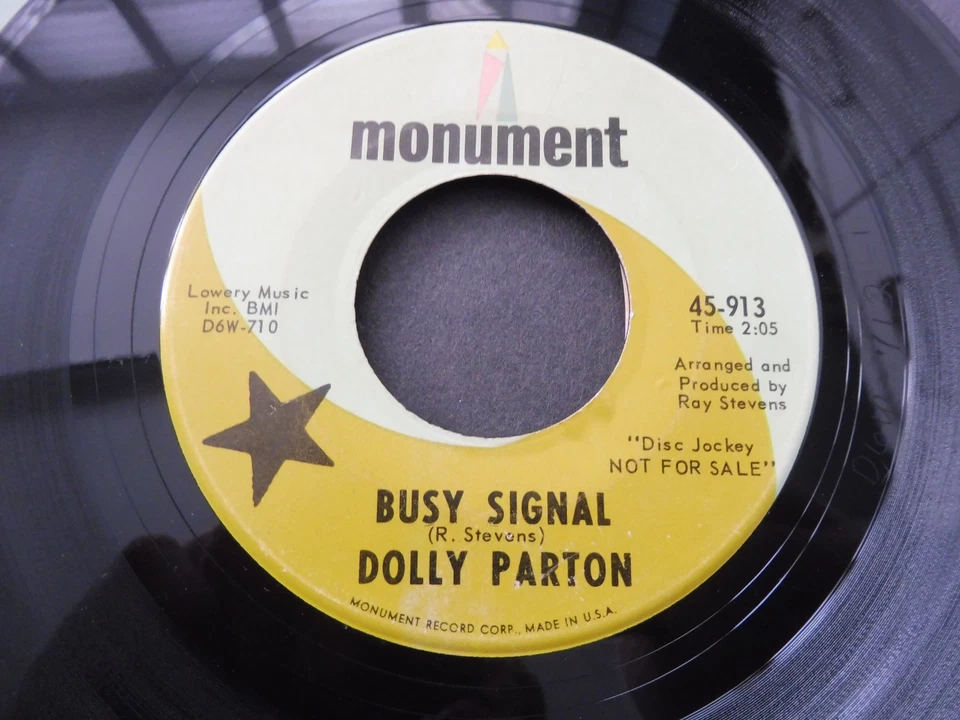 monument
Lowery Music
Inc. BMI
D6W-710
45-913
Time 2:05
Arranged and
Produced by
Ray Stevens
"Disc Jockey
NOT FOR SALE"
BUSY SIGNAL
(R. Stevens)
DOLLY PARTON
MONUMENT RECORD CORP., MADE IN U.S.A.